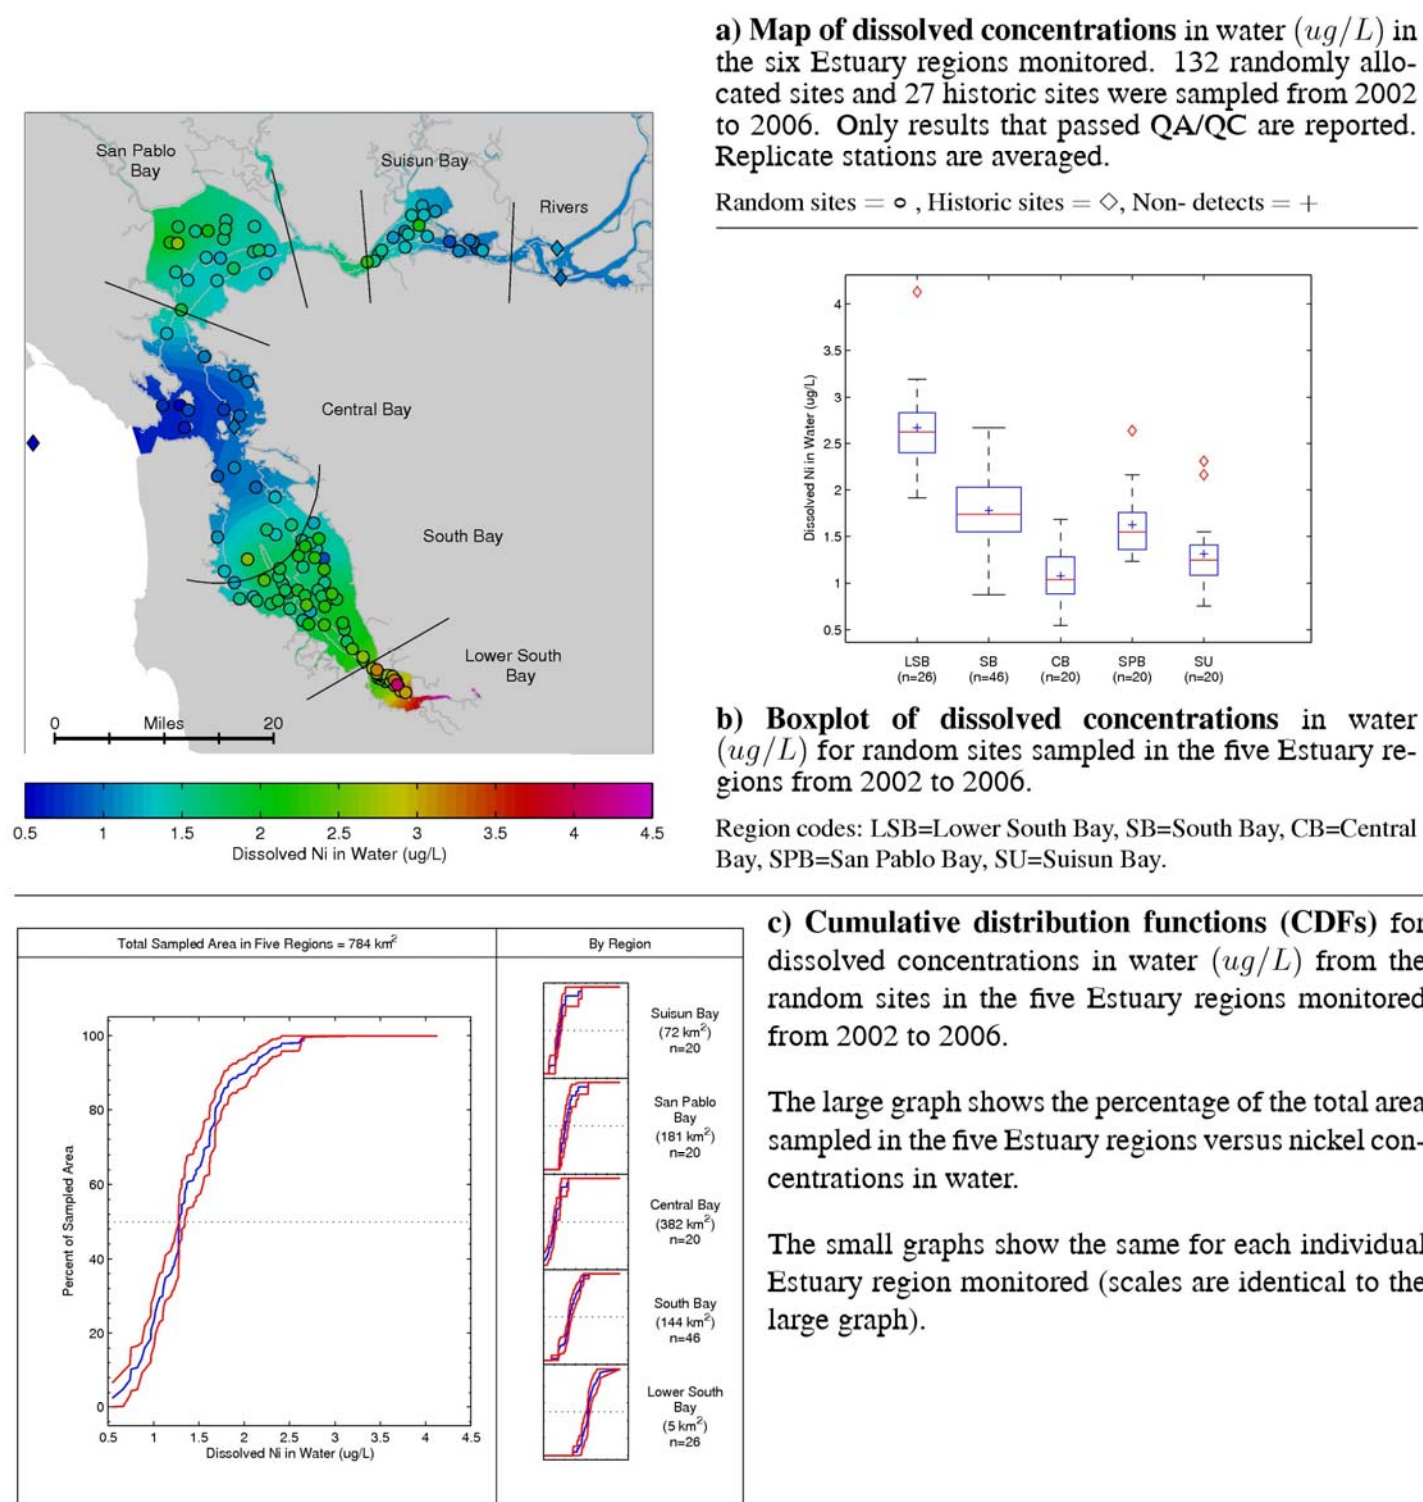 a) Map of dissolved concentrations in water (ug/L) in
the six Estuary regions monitored. 132 randomly allo-
cated sites and 27 historic sites were sampled from 2002
to 2006. Only results that passed QA/QC are reported.
Replicate stations are averaged.
Random sites = o , Historic sites = ◇, Non- detects = +
San Pablo
Bay
Suisun Bay
Rivers
Central Bay
South Bay
Lower South
Bay
0 Miles 20
0.5 1 1.5 2 2.5 3 3.5 4 4.5
Dissolved Ni in Water (ug/L)
Dissolved Ni in Water (ug/L)
4
3.5
3
2.5
2
1.5
1
0.5
LSB SB CB SPB SU
(n=26) (n=46) (n=20) (n=20) (n=20)
b) Boxplot of dissolved concentrations in water
(ug/L) for random sites sampled in the five Estuary re-
gions from 2002 to 2006.
Region codes: LSB=Lower South Bay, SB=South Bay, CB=Central
Bay, SPB=San Pablo Bay, SU=Suisun Bay.
Total Sampled Area in Five Regions = 784 km²
Percent of Sampled Area
100
80
60
40
20
0
0.5 1 1.5 2 2.5 3 3.5 4 4.5
Dissolved Ni in Water (ug/L)
By Region
Suisun Bay
(72 km²)
n=20
San Pablo
Bay
(181 km²)
n=20
Central Bay
(382 km²)
n=20
South Bay
(144 km²)
n=46
Lower South
Bay
(5 km²)
n=26
c) Cumulative distribution functions (CDFs) for
dissolved concentrations in water (ug/L) from the
random sites in the five Estuary regions monitored
from 2002 to 2006.
The large graph shows the percentage of the total area
sampled in the five Estuary regions versus nickel con-
centrations in water.
The small graphs show the same for each individual
Estuary region monitored (scales are identical to the
large graph).